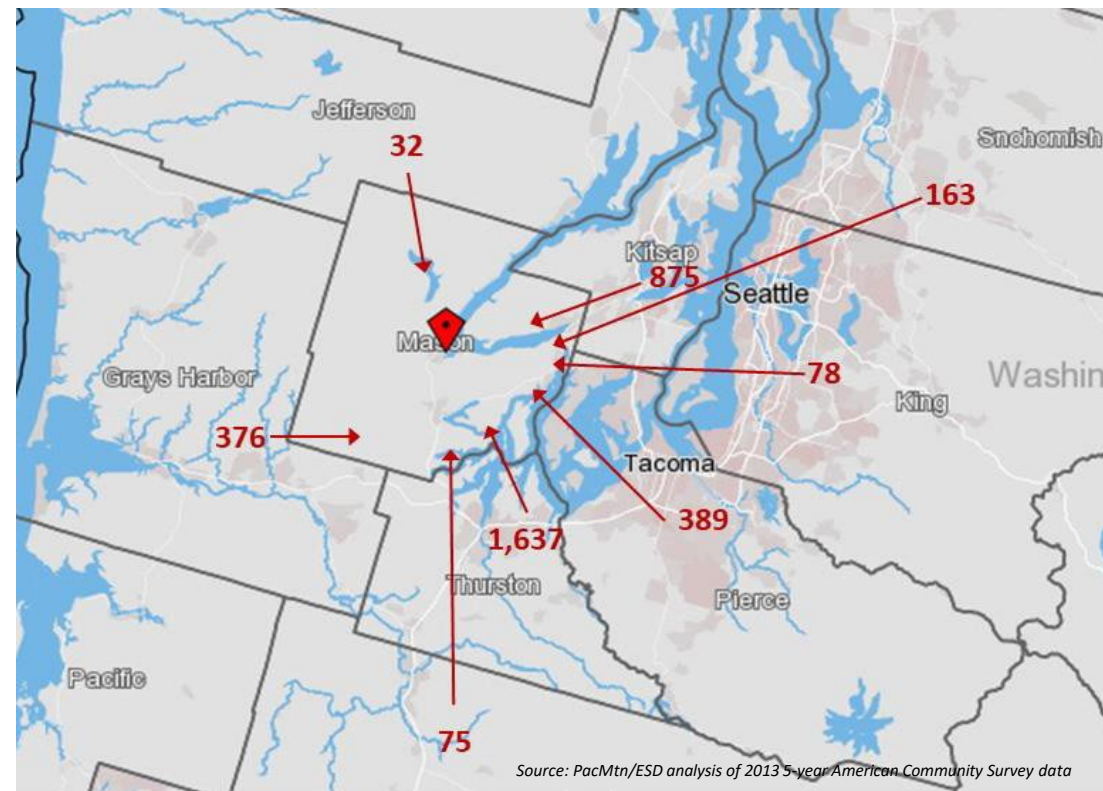 Jefferson
Snohomish
32
163
Kitsap
875
Seattle
Mason
Grays Harbor
78
Washin
King
376
Tacoma
389
1,637
Thurston
Pierce
Pacific
75
Source: PacMtn/ESD analysis of 2013 5-year American Community Survey data